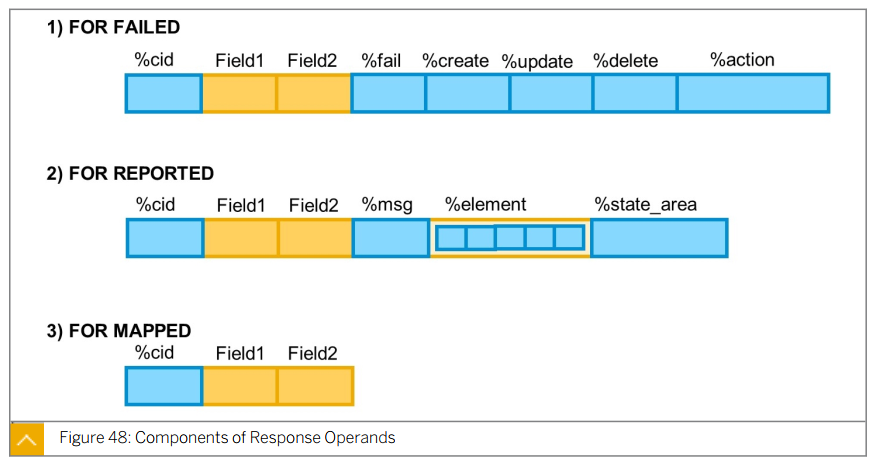 1) FOR FAILED
%cid Field1 Field2 %fail %create %update %delete %action
2) FOR REPORTED
%cid Field1 Field2 %msg %element %state_area
3) FOR MAPPED
%cid Field1 Field2
Figure 48: Components of Response Operands